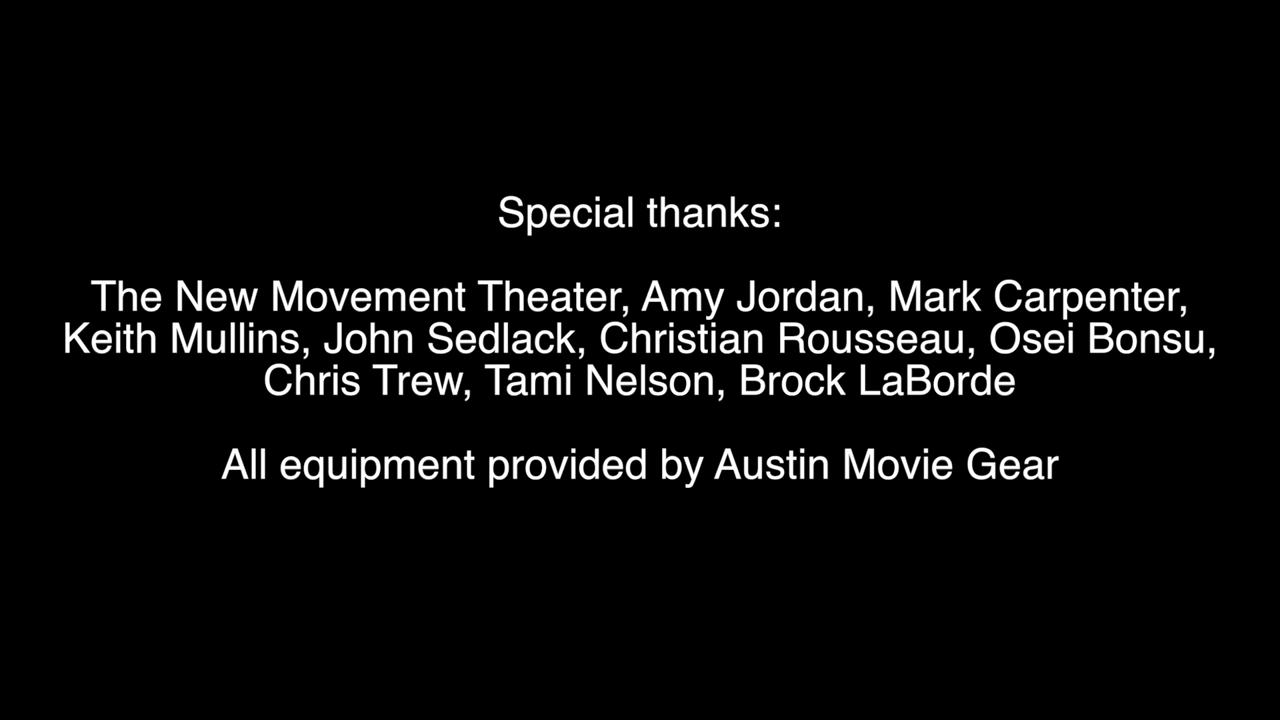 Special thanks:
The New Movement Theater, Amy Jordan, Mark Carpenter,
Keith Mullins, John Sedlack, Christian Rousseau, Osei Bonsu,
Chris Trew, Tami Nelson, Brock LaBorde
All equipment provided by Austin Movie Gear